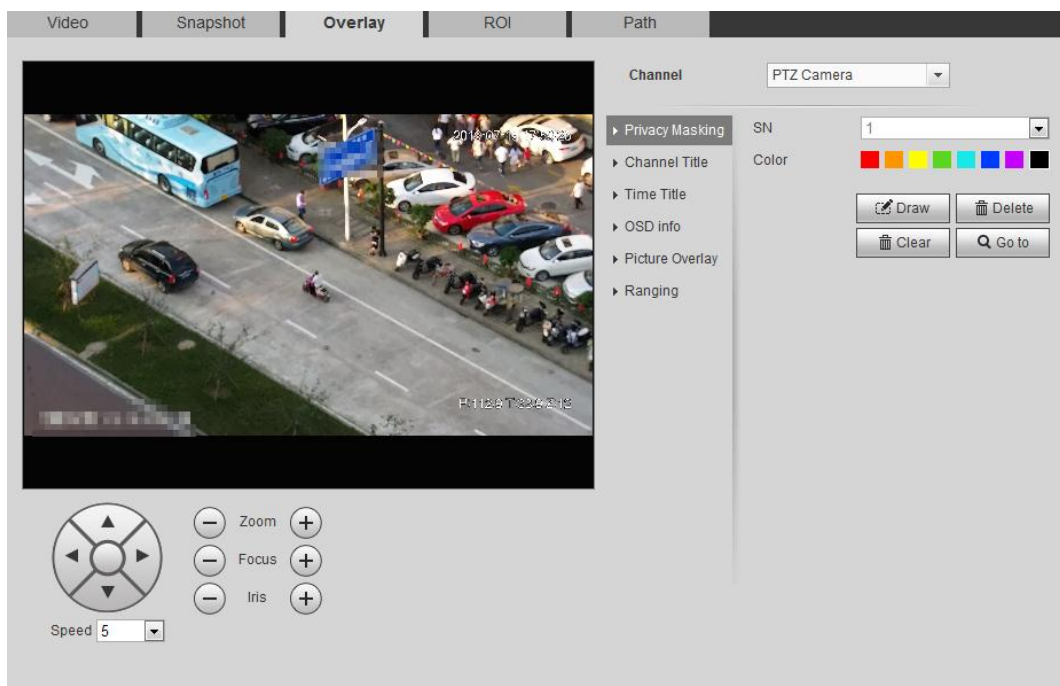 Video Snapshot Overlay ROI Path
Channel PTZ Camera
Privacy Masking
Channel Title
Time Title
OSD info
Picture Overlay
Ranging
SN 1
Color
Draw Delete
Clear Go to
Zoom
Focus
Iris
Speed 5